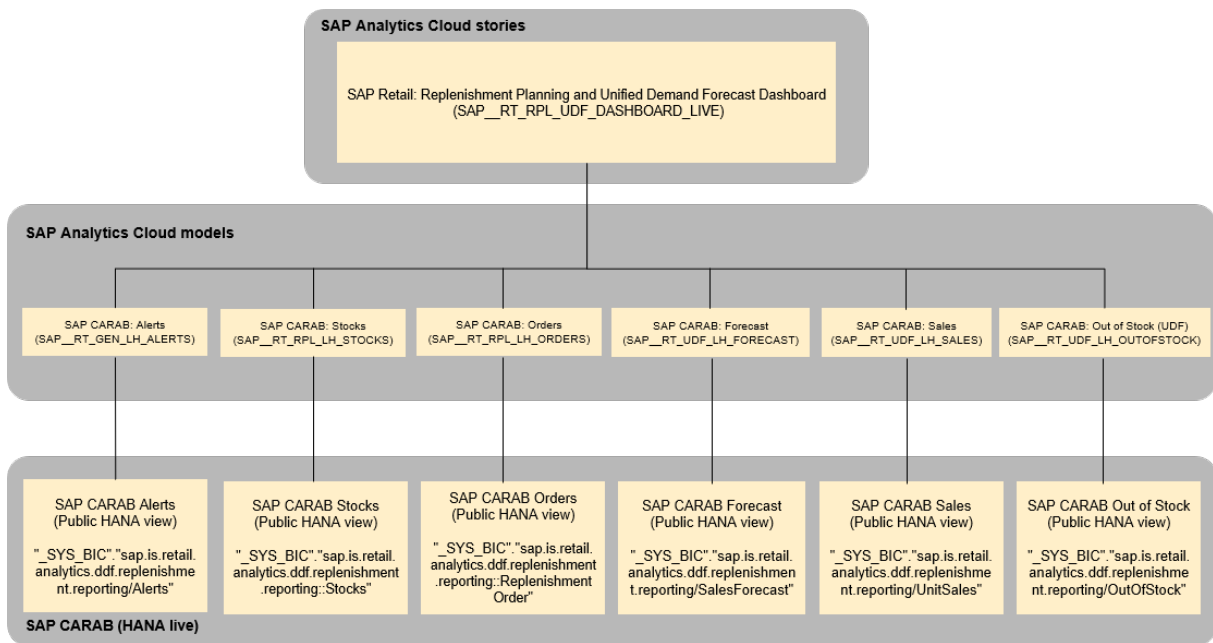 SAP Analytics Cloud stories
SAP Retail: Replenishment Planning and Unified Demand Forecast Dashboard
(SAP__RT_RPL_UDF_DASHBOARD_LIVE)
SAP Analytics Cloud models
SAP CARAB: Alerts
(SAP__RT_GEN_LH_ALERTS)
SAP CARAB: Stocks
(SAP__RT_RPL_LH_STOCKS)
SAP CARAB: Orders
(SAP__RT_RPL_LH_ORDERS)
SAP CARAB: Forecast
(SAP__RT_UDF_LH_FORECAST)
SAP CARAB: Sales
(SAP__RT_UDF_LH_SALES)
SAP CARAB: Out of Stock (UDF)
(SAP__RT_UDF_LH_OUTOFSTOCK)
SAP CARAB Alerts
(Public HANA view)
"_SYS_BIC"."sap.is.retail.
analytics.ddf.replenishme
nt.reporting/Alerts"
SAP CARAB Stocks
(Public HANA view)
"_SYS_BIC"."sap.is.retail.
analytics.ddf.replenishment
.reporting::Stocks"
SAP CARAB Orders
(Public HANA view)
"_SYS_BIC"."sap.is.retail.
analytics.ddf.replenishment
.reporting::Replenishment
Order"
SAP CARAB Forecast
(Public HANA view)
"_SYS_BIC"."sap.is.retail.
analytics.ddf.replenishmen
t.reporting/SalesForecast"
SAP CARAB Sales
(Public HANA view)
"_SYS_BIC"."sap.is.retail.
analytics.ddf.replenishme
nt.reporting/UnitSales"
SAP CARAB Out of Stock
(Public HANA view)
"_SYS_BIC"."sap.is.retail.
analytics.ddf.replenishme
nt.reporting/OutOfStock"
SAP CARAB (HANA live)